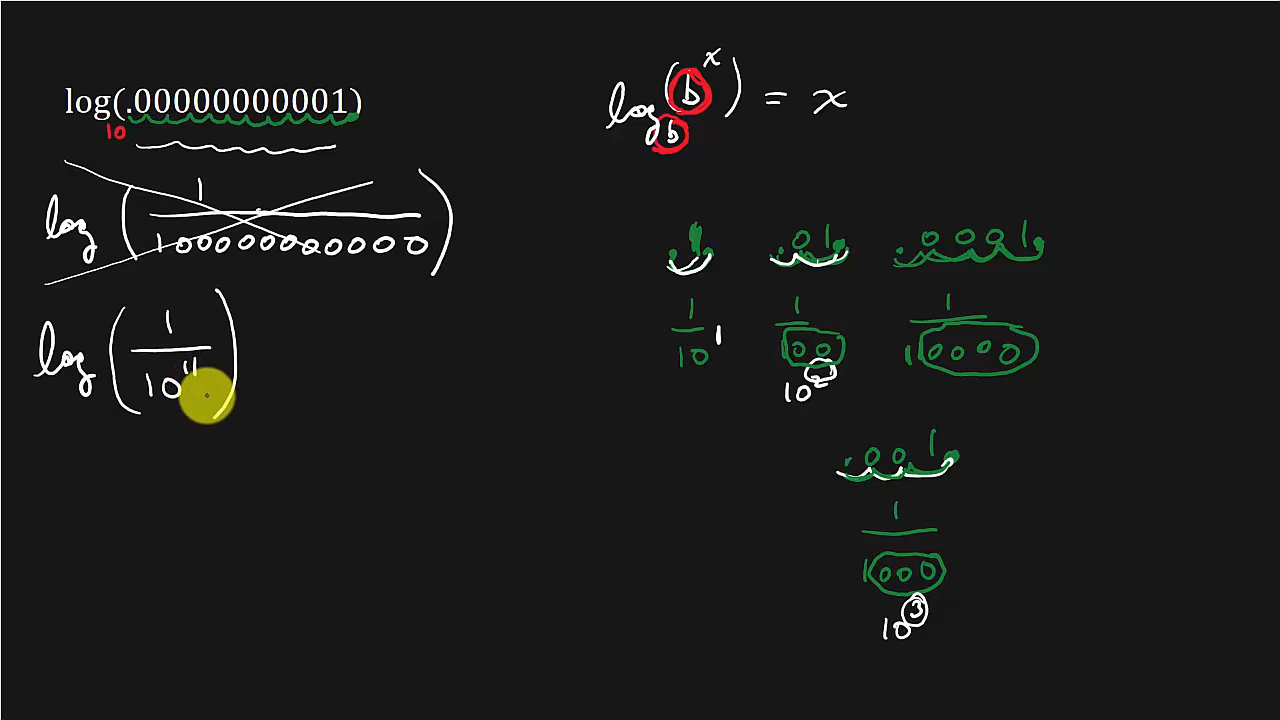 log(.00000000001)
10
log ( 1
100000000000 )
log ( 1
10^11 )
log_b (b^x) = x
.1 .01 .0001
1 1 1
10^1 100 10000
10^2
.001
1
1000
10^3